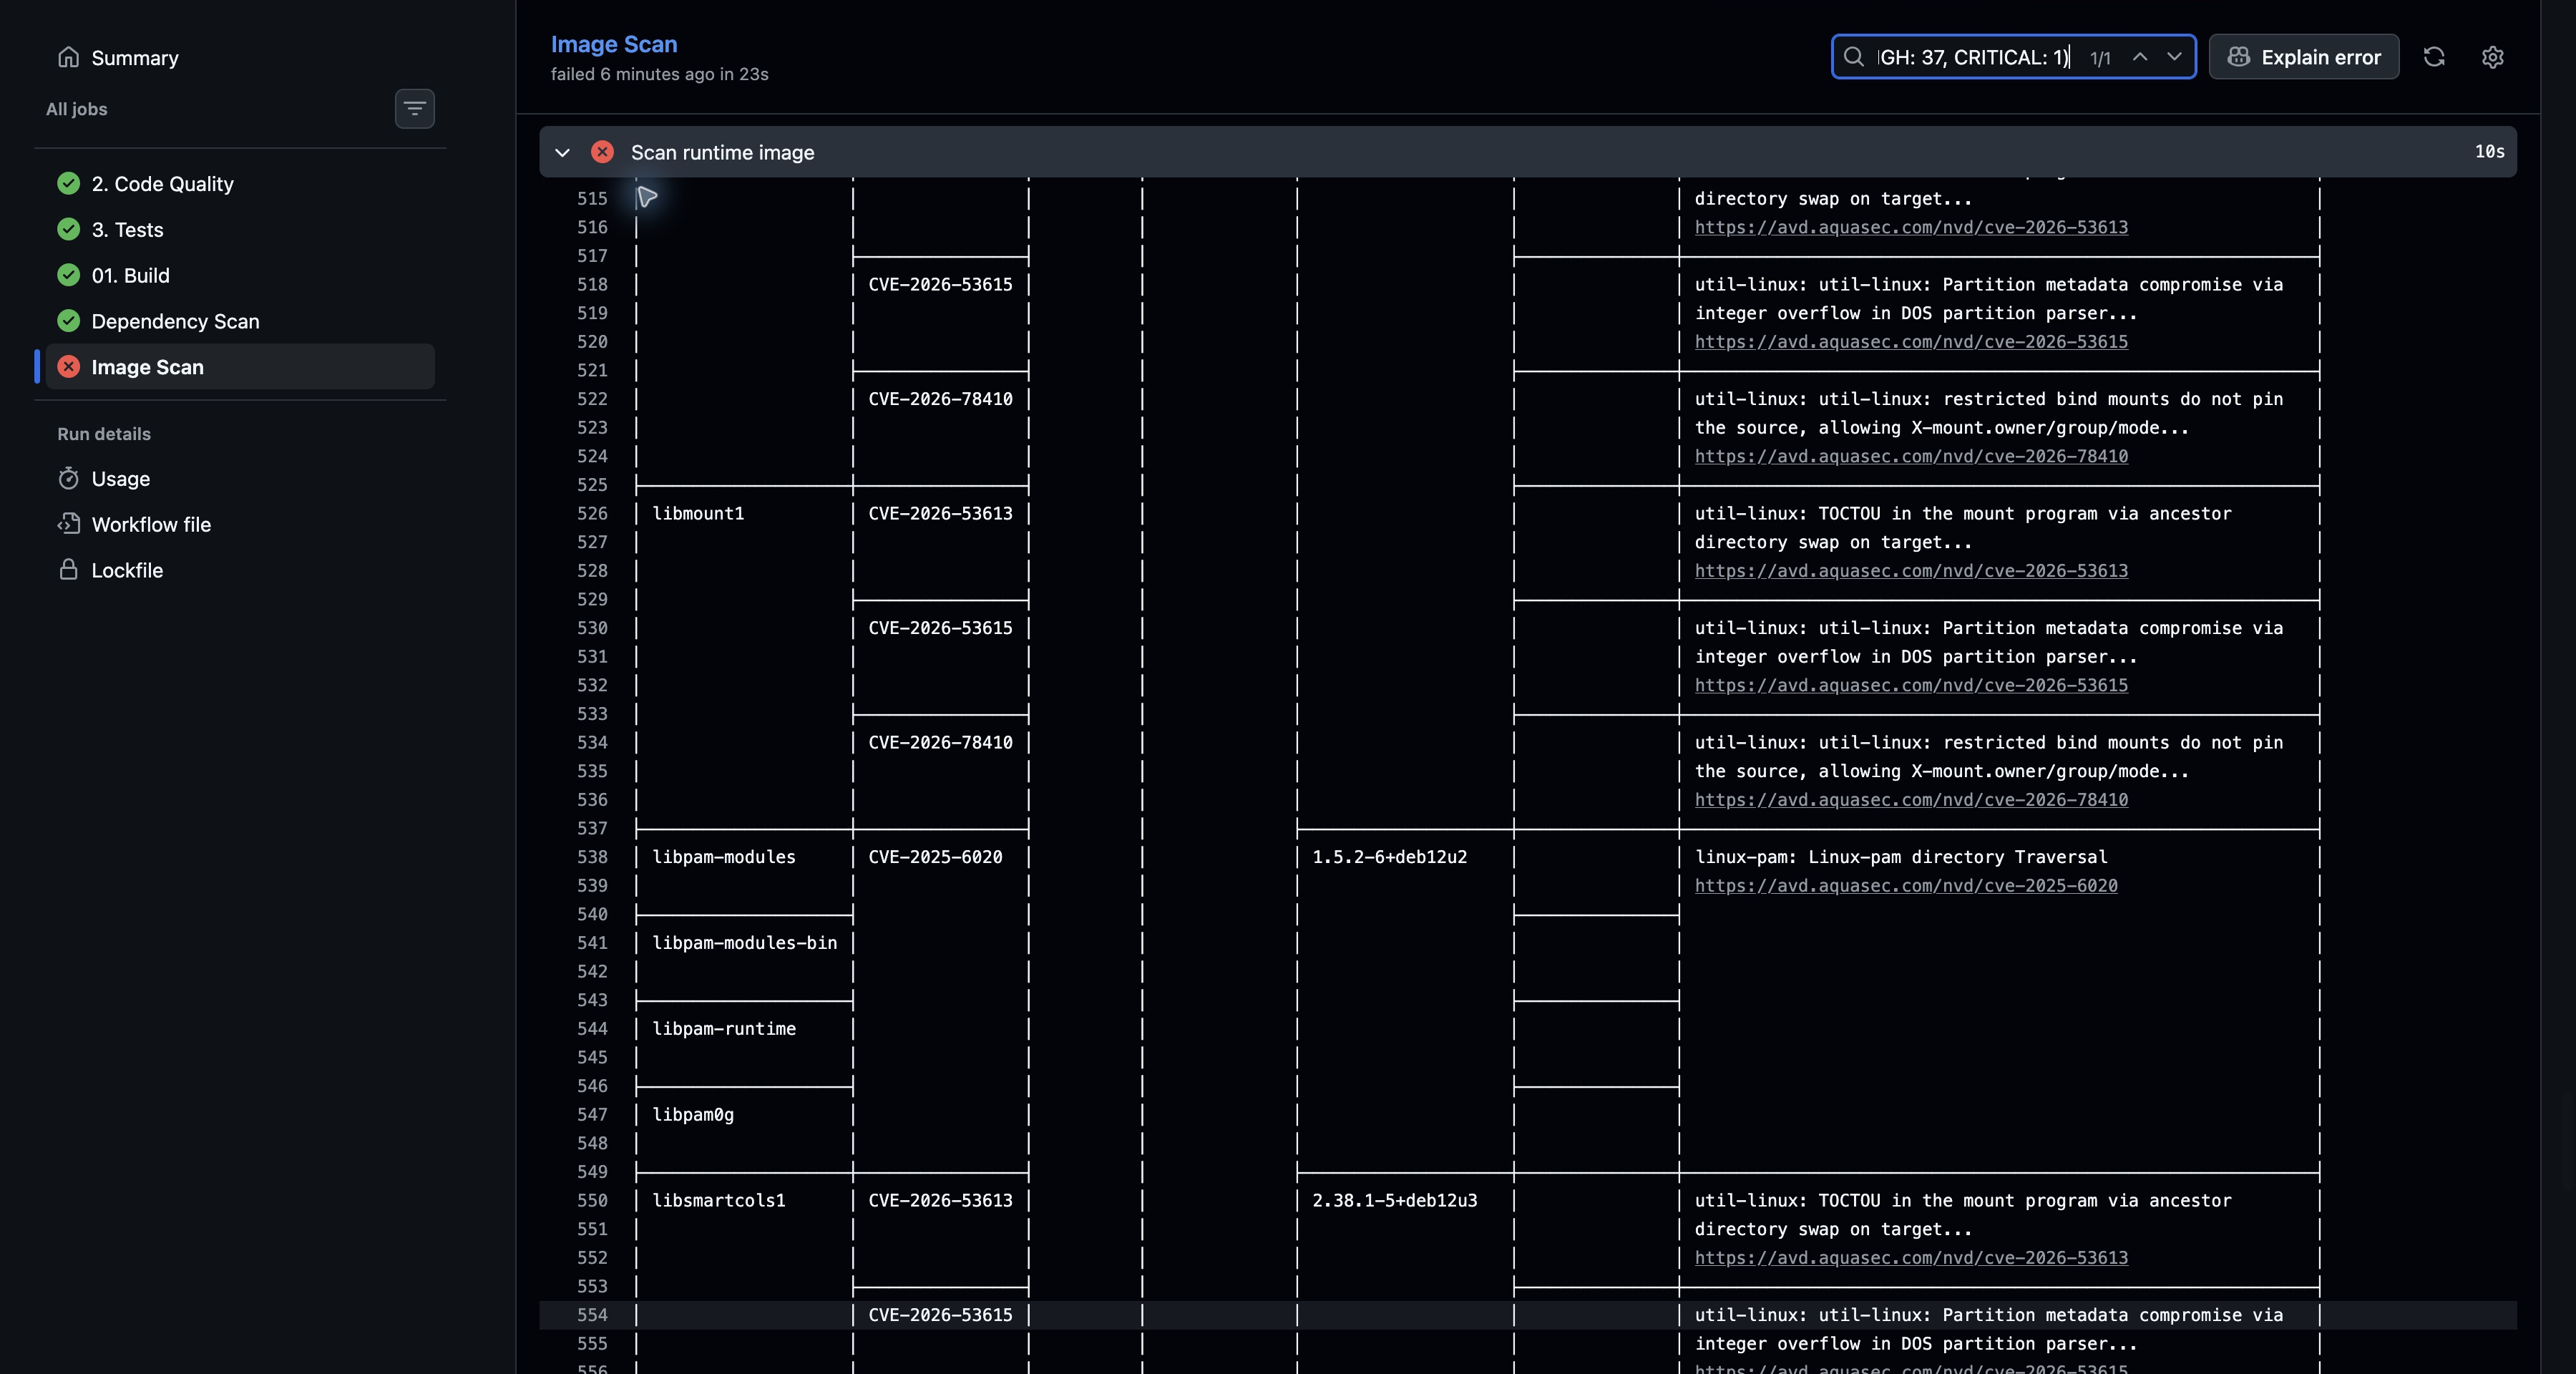 Summary
All jobs
2. Code Quality
3. Tests
01. Build
Dependency Scan
Image Scan
Run details
Usage
Workflow file
Lockfile
Image Scan
failed 6 minutes ago in 23s
GH: 37, CRITICAL: 1)
1/1
Explain error
Scan runtime image
10s
515 directory swap on target...
516 https://avd.aquasec.com/nvd/cve-2026-53613
517
518 CVE-2026-53615 util-linux: util-linux: Partition metadata compromise via
519 integer overflow in DOS partition parser...
520 https://avd.aquasec.com/nvd/cve-2026-53615
521
522 CVE-2026-78410 util-linux: util-linux: restricted bind mounts do not pin
523 the source, allowing X-mount.owner/group/mode...
524 https://avd.aquasec.com/nvd/cve-2026-78410
525
526 libmount1 CVE-2026-53613 util-linux: TOCTOU in the mount program via ancestor
527 directory swap on target...
528 https://avd.aquasec.com/nvd/cve-2026-53613
529
530 CVE-2026-53615 util-linux: util-linux: Partition metadata compromise via
531 integer overflow in DOS partition parser...
532 https://avd.aquasec.com/nvd/cve-2026-53615
533
534 CVE-2026-78410 util-linux: util-linux: restricted bind mounts do not pin
535 the source, allowing X-mount.owner/group/mode...
536 https://avd.aquasec.com/nvd/cve-2026-78410
537
538 libpam-modules CVE-2025-6020 1.5.2-6+deb12u2 linux-pam: Linux-pam directory Traversal
539 https://avd.aquasec.com/nvd/cve-2025-6020
540
541 libpam-modules-bin
542
543
544 libpam-runtime
545
546
547 libpam0g
548
549
550 libsmartcols1 CVE-2026-53613 2.38.1-5+deb12u3 util-linux: TOCTOU in the mount program via ancestor
551 directory swap on target...
552 https://avd.aquasec.com/nvd/cve-2026-53613
553
554 CVE-2026-53615 util-linux: util-linux: Partition metadata compromise via
555 integer overflow in DOS partition parser...
556 https://avd.aquasec.com/nvd/cve-2026-53615